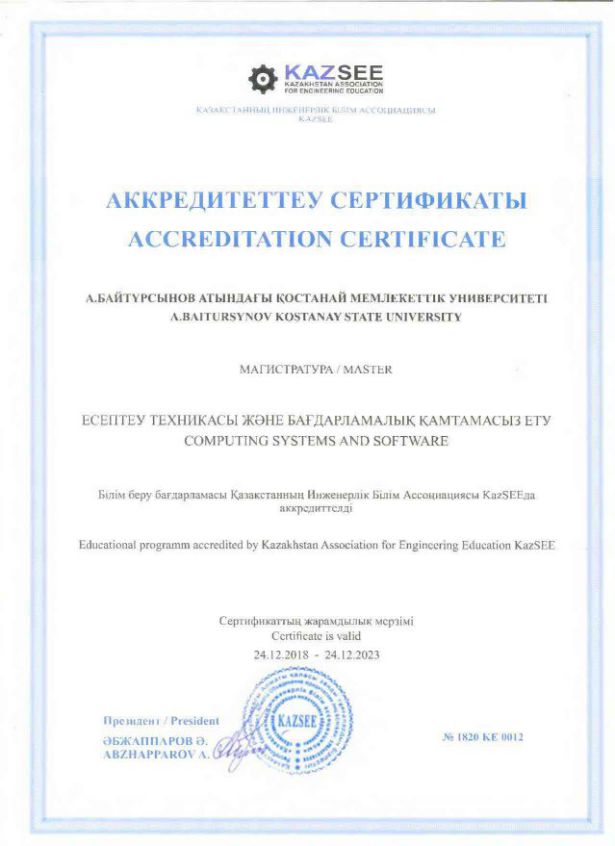 KAZSEE
KAZAKHSTAN ASSOCIATION
FOR ENGINEERING EDUCATION
ҚАЗАҚСТАННЫҢ ИНЖЕНЕРЛІК БІЛІМ АССОЦИАЦИЯСЫ
KAZSEE
АККРЕДИТЕТТЕУ СЕРТИФИКАТЫ
ACCREDITATION CERTIFICATE
А.БАЙТҰРСЫНОВ АТЫНДАҒЫ ҚОСТАНАЙ МЕМЛЕКЕТТІК УНИВЕРСИТЕТІ
A.BAITURSYNOV KOSTANAY STATE UNIVERSITY
МАГИСТРАТУРА / MASTER
ЕСЕПТЕУ ТЕХНИКАСЫ ЖӘНЕ БАҒДАРЛАМАЛЫҚ ҚАМТАМАСЫЗ ЕТУ
COMPUTING SYSTEMS AND SOFTWARE
Білім беру бағдарламасы Қазақстанның Инженерлік Білім Ассоциациясы KazSEEда
аккредиттелді
Educational programm accredited by Kazakhstan Association for Engineering Education KazSEE
Сертификаттың жарамдылық мерзімі
Certificate is valid
24.12.2018 - 24.12.2023
Президент / President
ӘБЖАППАРОВ Ә.
ABZHAPPAROV A.
KAZSEE
№ 1820 KE 0012